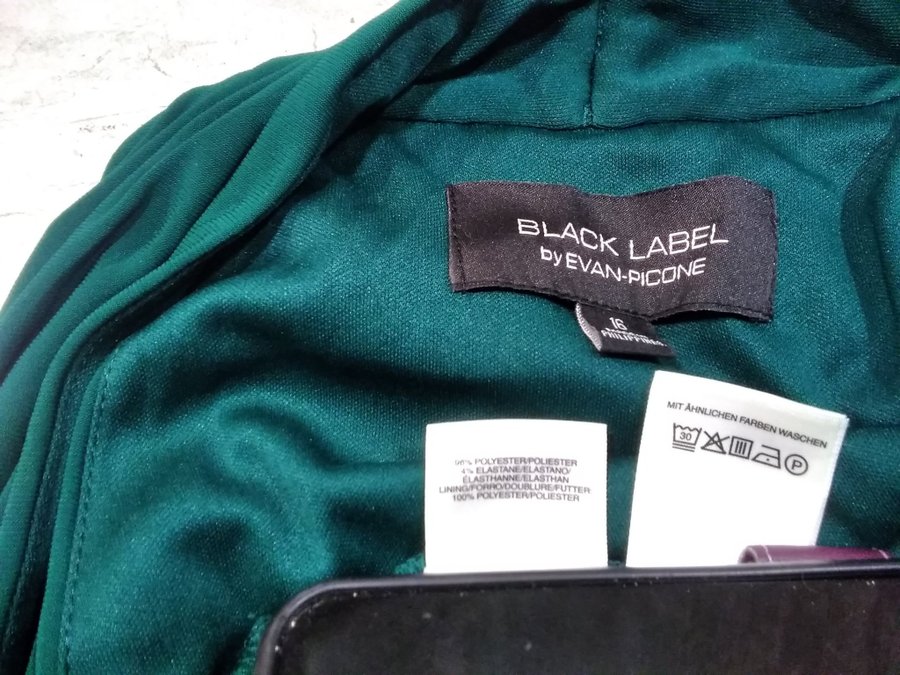 BLACK LABEL
by EVAN-PICONE
16
PHILIPPINES
MIT ÄHNLICHEN FARBEN WASCHEN
30
P
96% POLYESTER/POLIESTER
4% ELASTANE/ELASTANO/
ÉLASTHANNE/ELASTHAN
LINING/FORRO/DOUBLURE/FUTTER
100% POLYESTER/POLIESTER